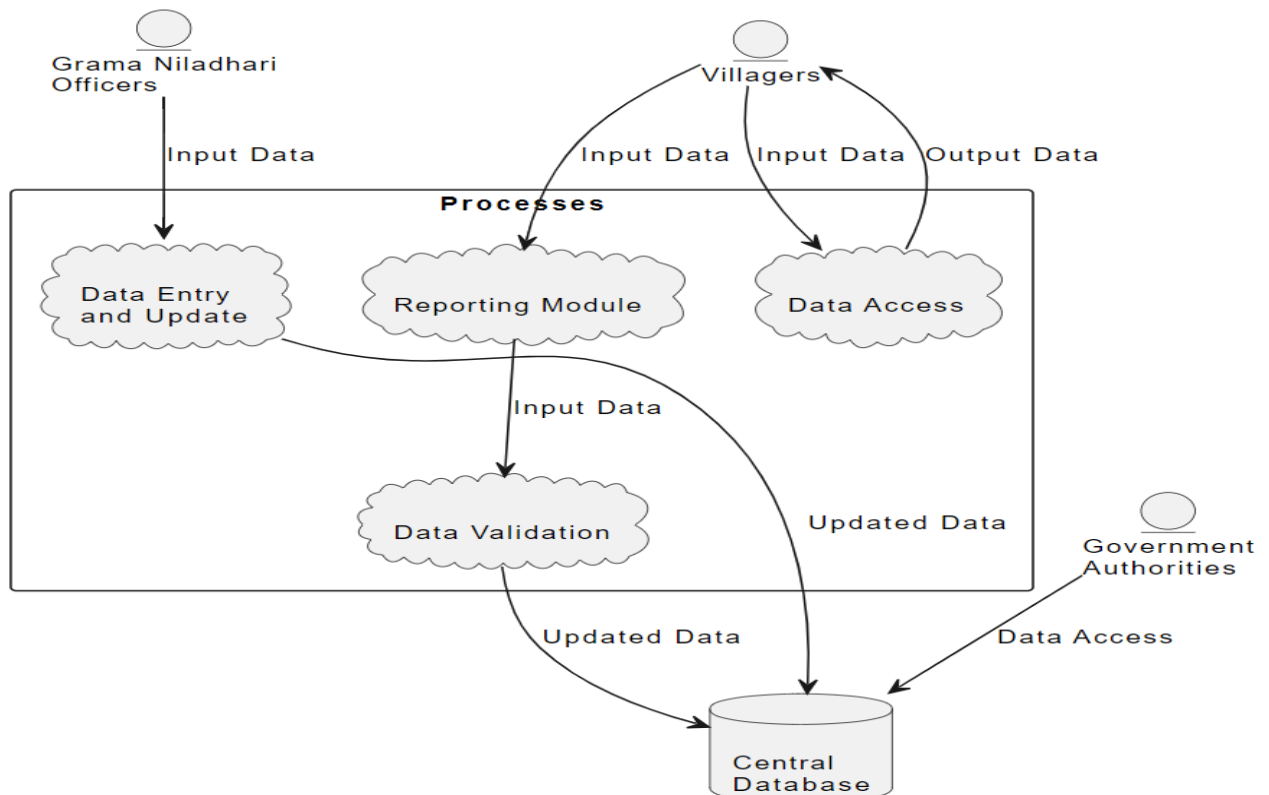 Grama Niladhari
Officers
Villagers
Input Data
Input Data
Input Data
Output Data
Processes
Data Entry
and Update
Reporting Module
Data Access
Input Data
Data Validation
Updated Data
Government
Authorities
Updated Data
Data Access
Central
Database